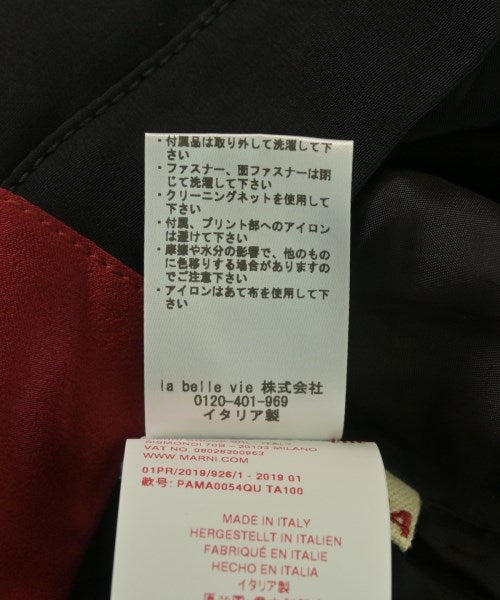 ・付属品は取り外して洗濯して下
さい
・ファスナー、面ファスナーは閉
じて洗濯して下さい
・クリーニングネットを使用して
下さい
・付属、プリント部へのアイロン
は避けて下さい
・摩擦や水分の影響で、他のもの
に色移りする場合がありますの
でご注意下さい
・アイロンはあて布を使用して下
さい
la belle vie 株式会社
0120-401-969
イタリア製
SISMONDI 70B - 20133 MILANO
VAT NO. 08028300963
WWW.MARNI.COM
01PR/2019/926/1 - 2019 01
款号: PAMA0054QU TA100
MADE IN ITALY
HERGESTELLT IN ITALIEN
FABRIQUÉ EN ITALIE
HECHO EN ITALIA
イタリア製